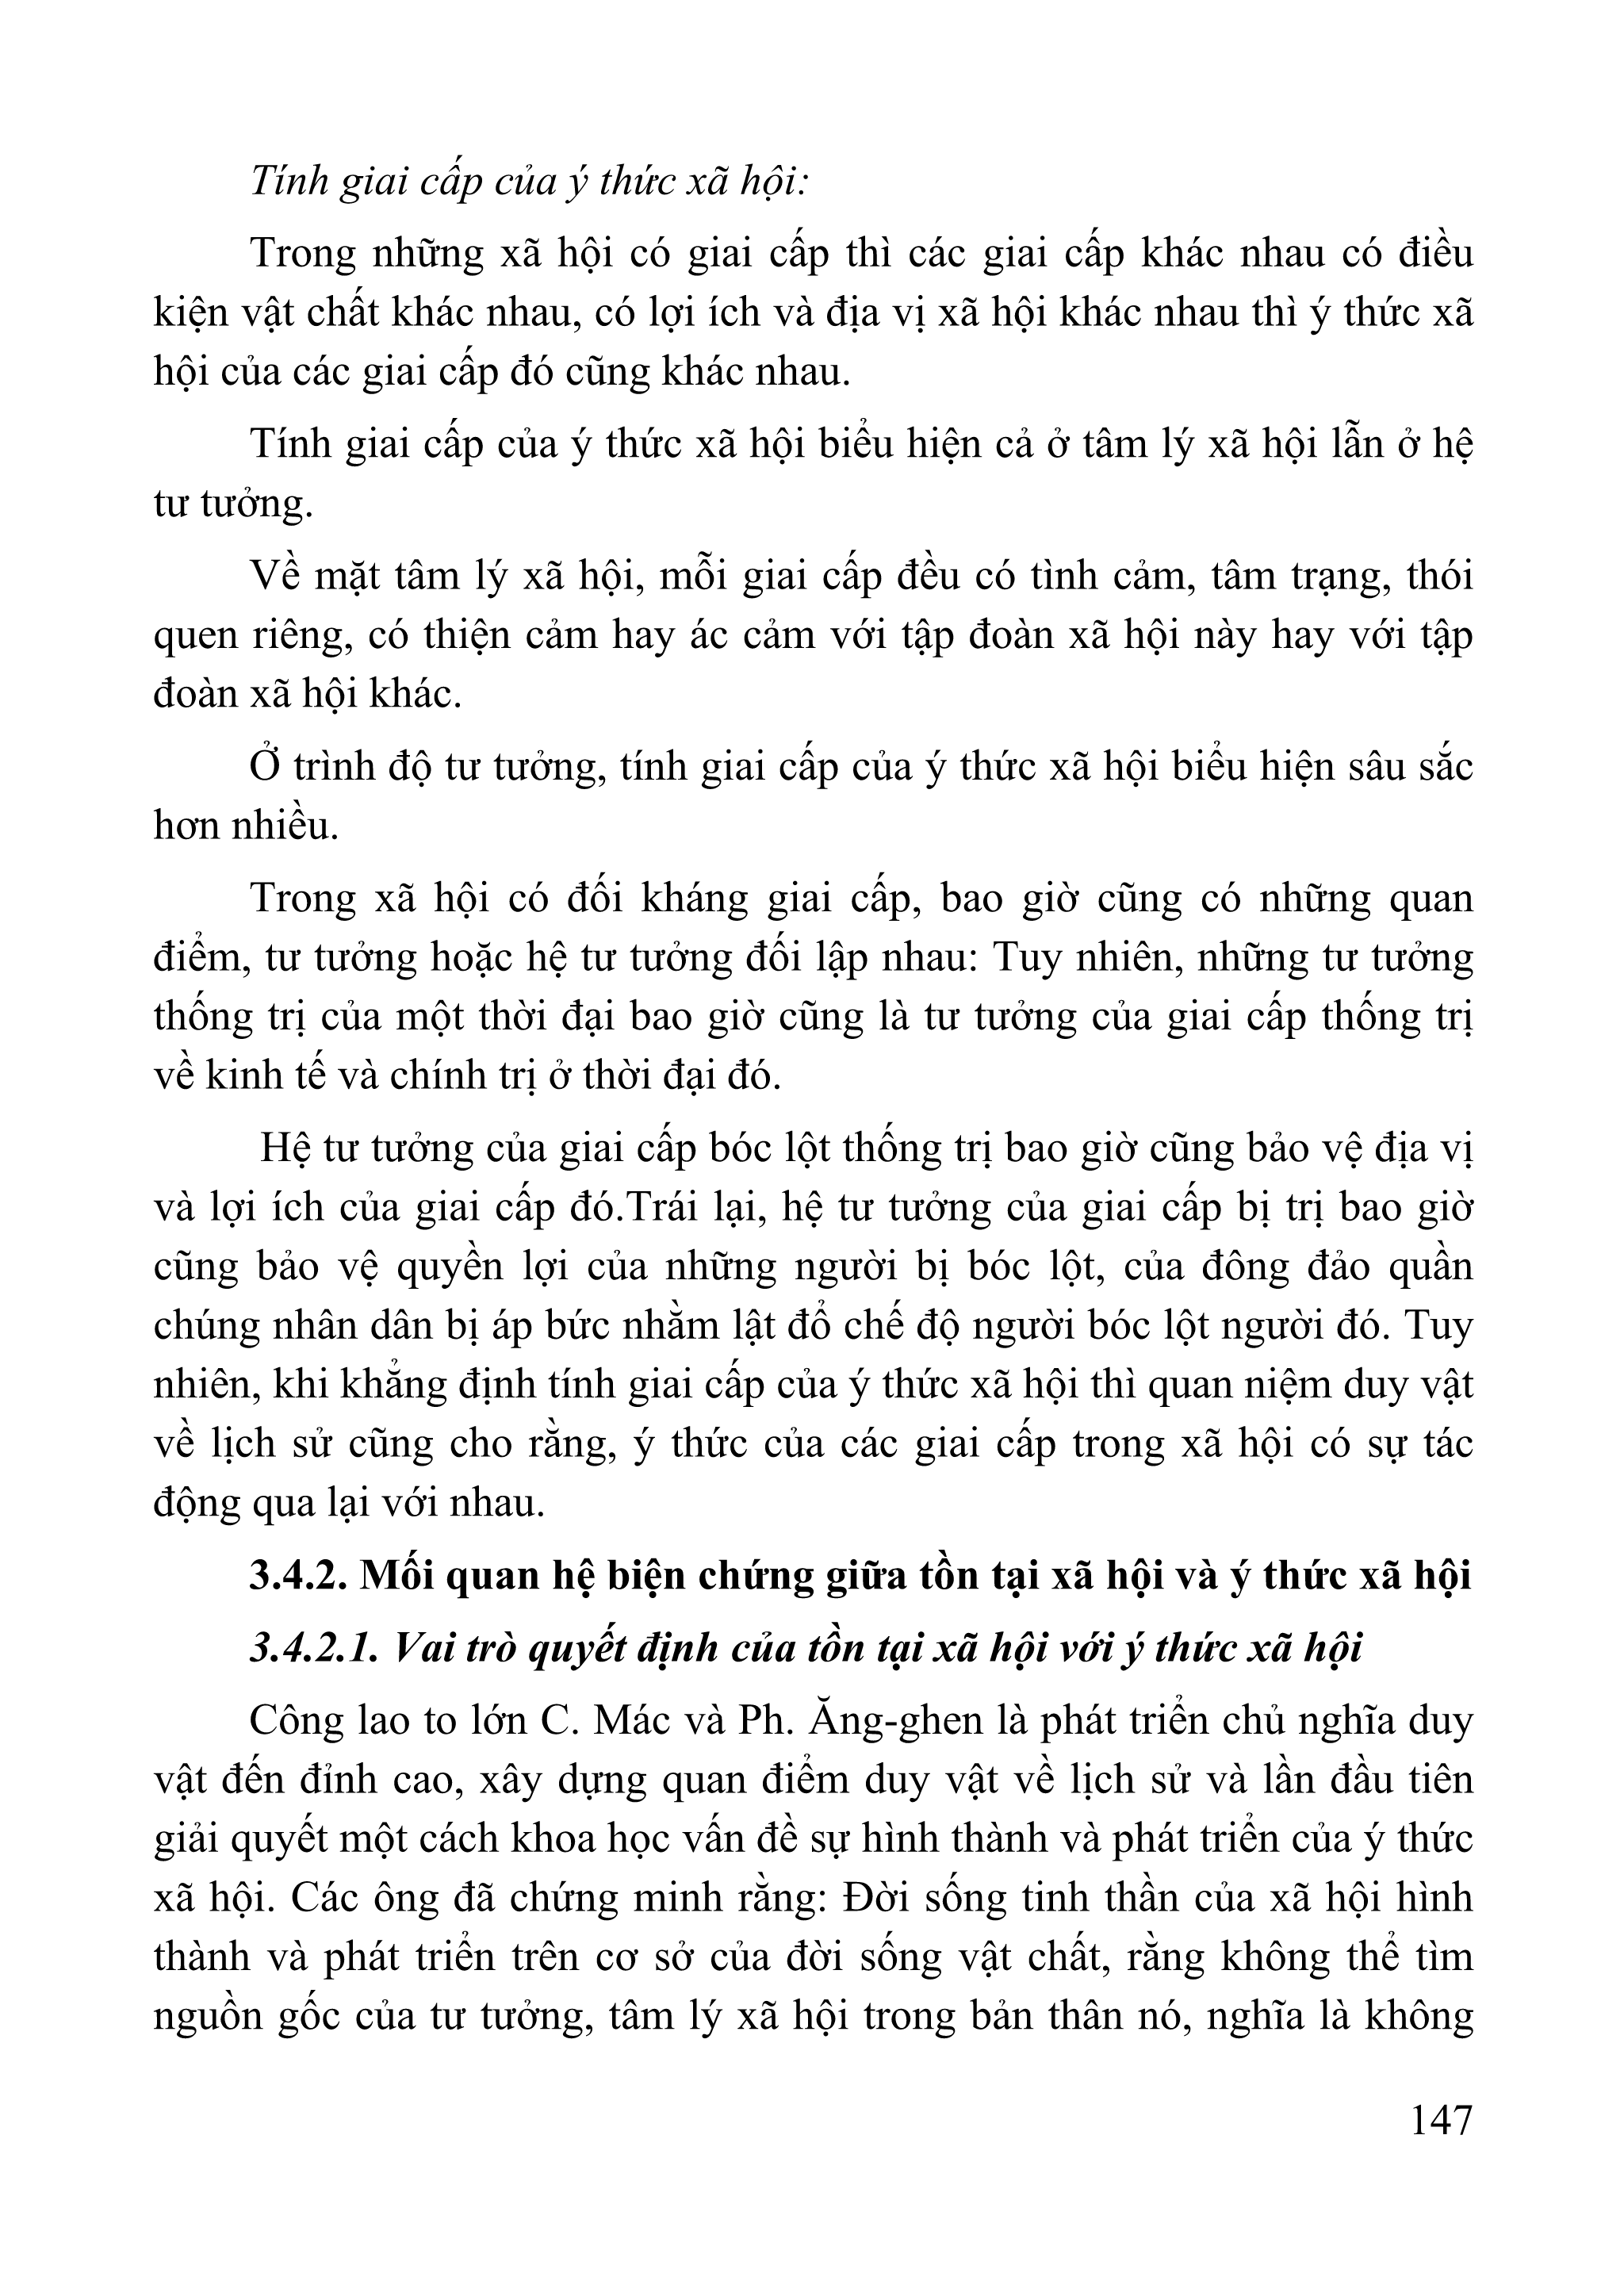 Tính giai cấp của ý thức xã hội:
Trong những xã hội có giai cấp thì các giai cấp khác nhau có điều
kiện vật chất khác nhau, có lợi ích và địa vị xã hội khác nhau thì ý thức xã
hội của các giai cấp đó cũng khác nhau.
Tính giai cấp của ý thức xã hội biểu hiện cả ở tâm lý xã hội lẫn ở hệ
tư tưởng.
Về mặt tâm lý xã hội, mỗi giai cấp đều có tình cảm, tâm trạng, thói
quen riêng, có thiện cảm hay ác cảm với tập đoàn xã hội này hay với tập
đoàn xã hội khác.
Ở trình độ tư tưởng, tính giai cấp của ý thức xã hội biểu hiện sâu sắc
hơn nhiều.
Trong xã hội có đối kháng giai cấp, bao giờ cũng có những quan
điểm, tư tưởng hoặc hệ tư tưởng đối lập nhau: Tuy nhiên, những tư tưởng
thống trị của một thời đại bao giờ cũng là tư tưởng của giai cấp thống trị
về kinh tế và chính trị ở thời đại đó.
Hệ tư tưởng của giai cấp bóc lột thống trị bao giờ cũng bảo vệ địa vị
và lợi ích của giai cấp đó.Trái lại, hệ tư tưởng của giai cấp bị trị bao giờ
cũng bảo vệ quyền lợi của những người bị bóc lột, của đông đảo quần
chúng nhân dân bị áp bức nhằm lật đổ chế độ người bóc lột người đó. Tuy
nhiên, khi khẳng định tính giai cấp của ý thức xã hội thì quan niệm duy vật
về lịch sử cũng cho rằng, ý thức của các giai cấp trong xã hội có sự tác
động qua lại với nhau.
3.4.2. Mối quan hệ biện chứng giữa tồn tại xã hội và ý thức xã hội
3.4.2.1. Vai trò quyết định của tồn tại xã hội với ý thức xã hội
Công lao to lớn C. Mác và Ph. Ăng-ghen là phát triển chủ nghĩa duy
vật đến đỉnh cao, xây dựng quan điểm duy vật về lịch sử và lần đầu tiên
giải quyết một cách khoa học vấn đề sự hình thành và phát triển của ý thức
xã hội. Các ông đã chứng minh rằng: Đời sống tinh thần của xã hội hình
thành và phát triển trên cơ sở của đời sống vật chất, rằng không thể tìm
nguồn gốc của tư tưởng, tâm lý xã hội trong bản thân nó, nghĩa là không
147